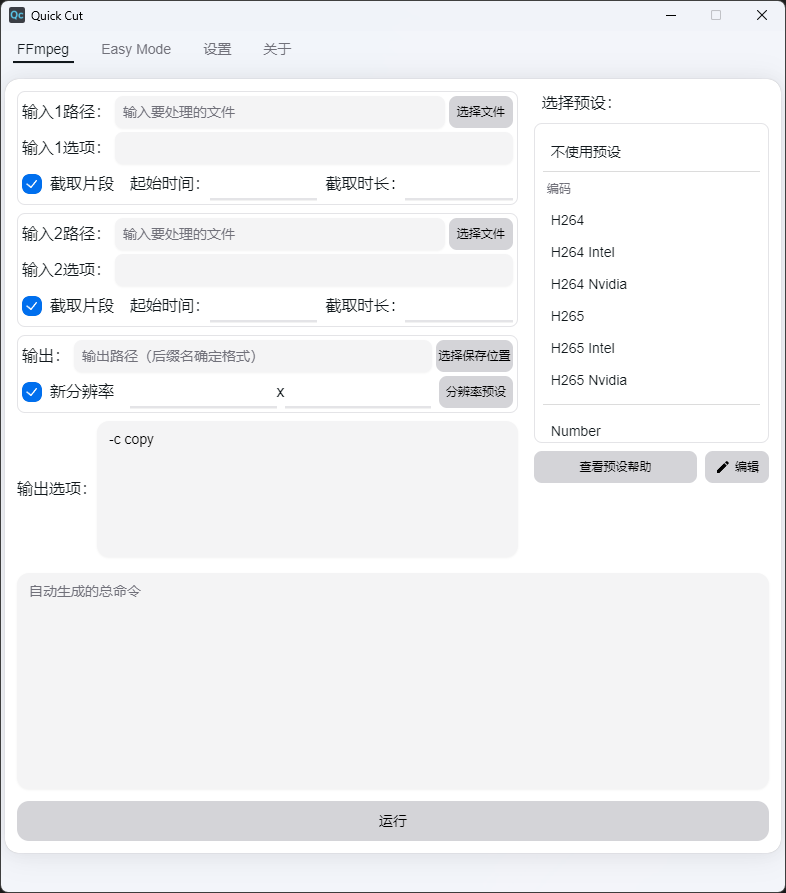 Qc Quick Cut
FFmpeg Easy Mode 设置 关于
输入1路径： 输入要处理的文件 选择文件
输入1选项：
截取片段 起始时间： 截取时长：
输入2路径： 输入要处理的文件 选择文件
输入2选项：
截取片段 起始时间： 截取时长：
输出： 输出路径（后缀名确定格式） 选择保存位置
新分辨率 x 分辨率预设
输出选项： -c copy
选择预设：
不使用预设
编码
H264
H264 Intel
H264 Nvidia
H265
H265 Intel
H265 Nvidia
Number
查看预设帮助 编辑
自动生成的总命令
运行